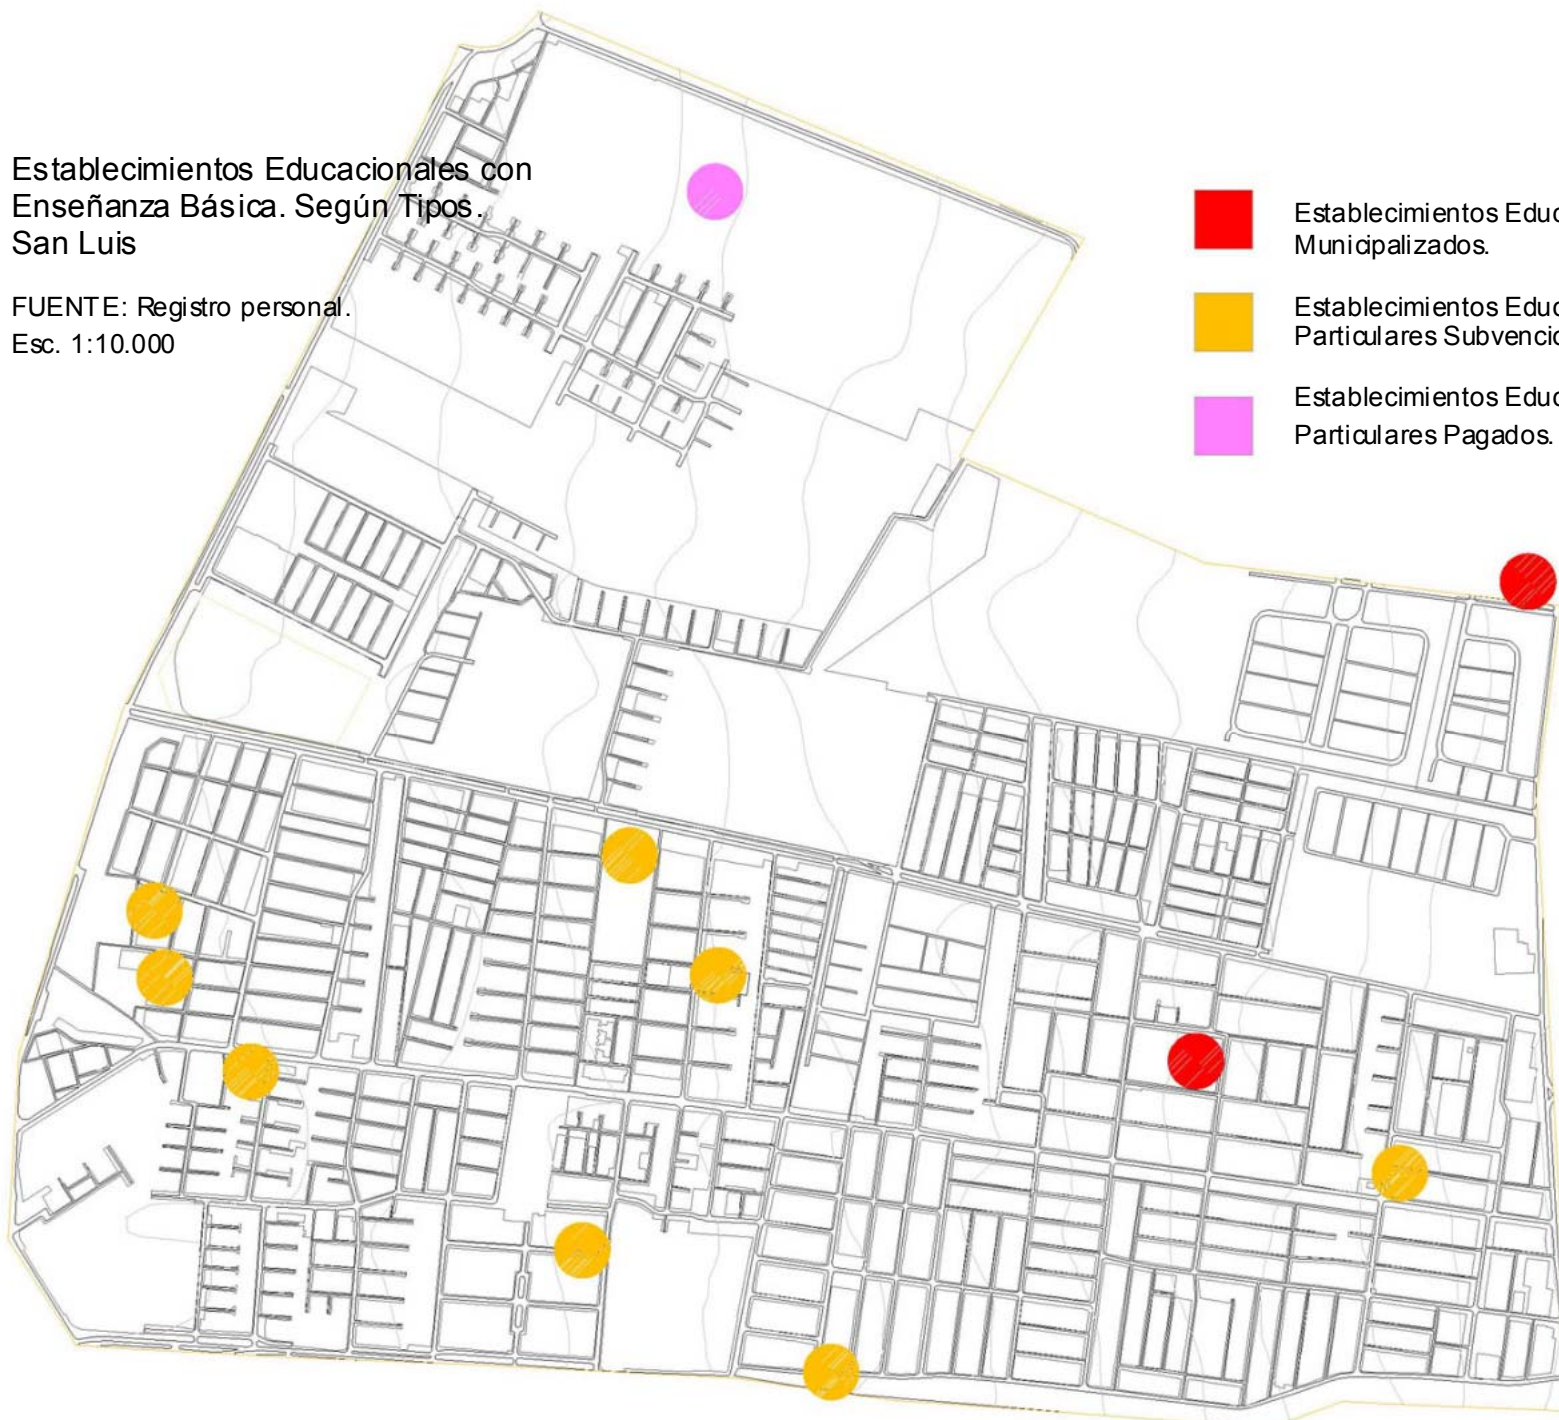 Establecimientos Educacionales con
Enseñanza Básica. Según Tipos.
San Luis
FUENTE: Registro personal.
Esc. 1:10.000
Establecimientos Educ
Municipalizados.
Establecimientos Educ
Particulares Subvencio
Establecimientos Educ
Particulares Pagados.